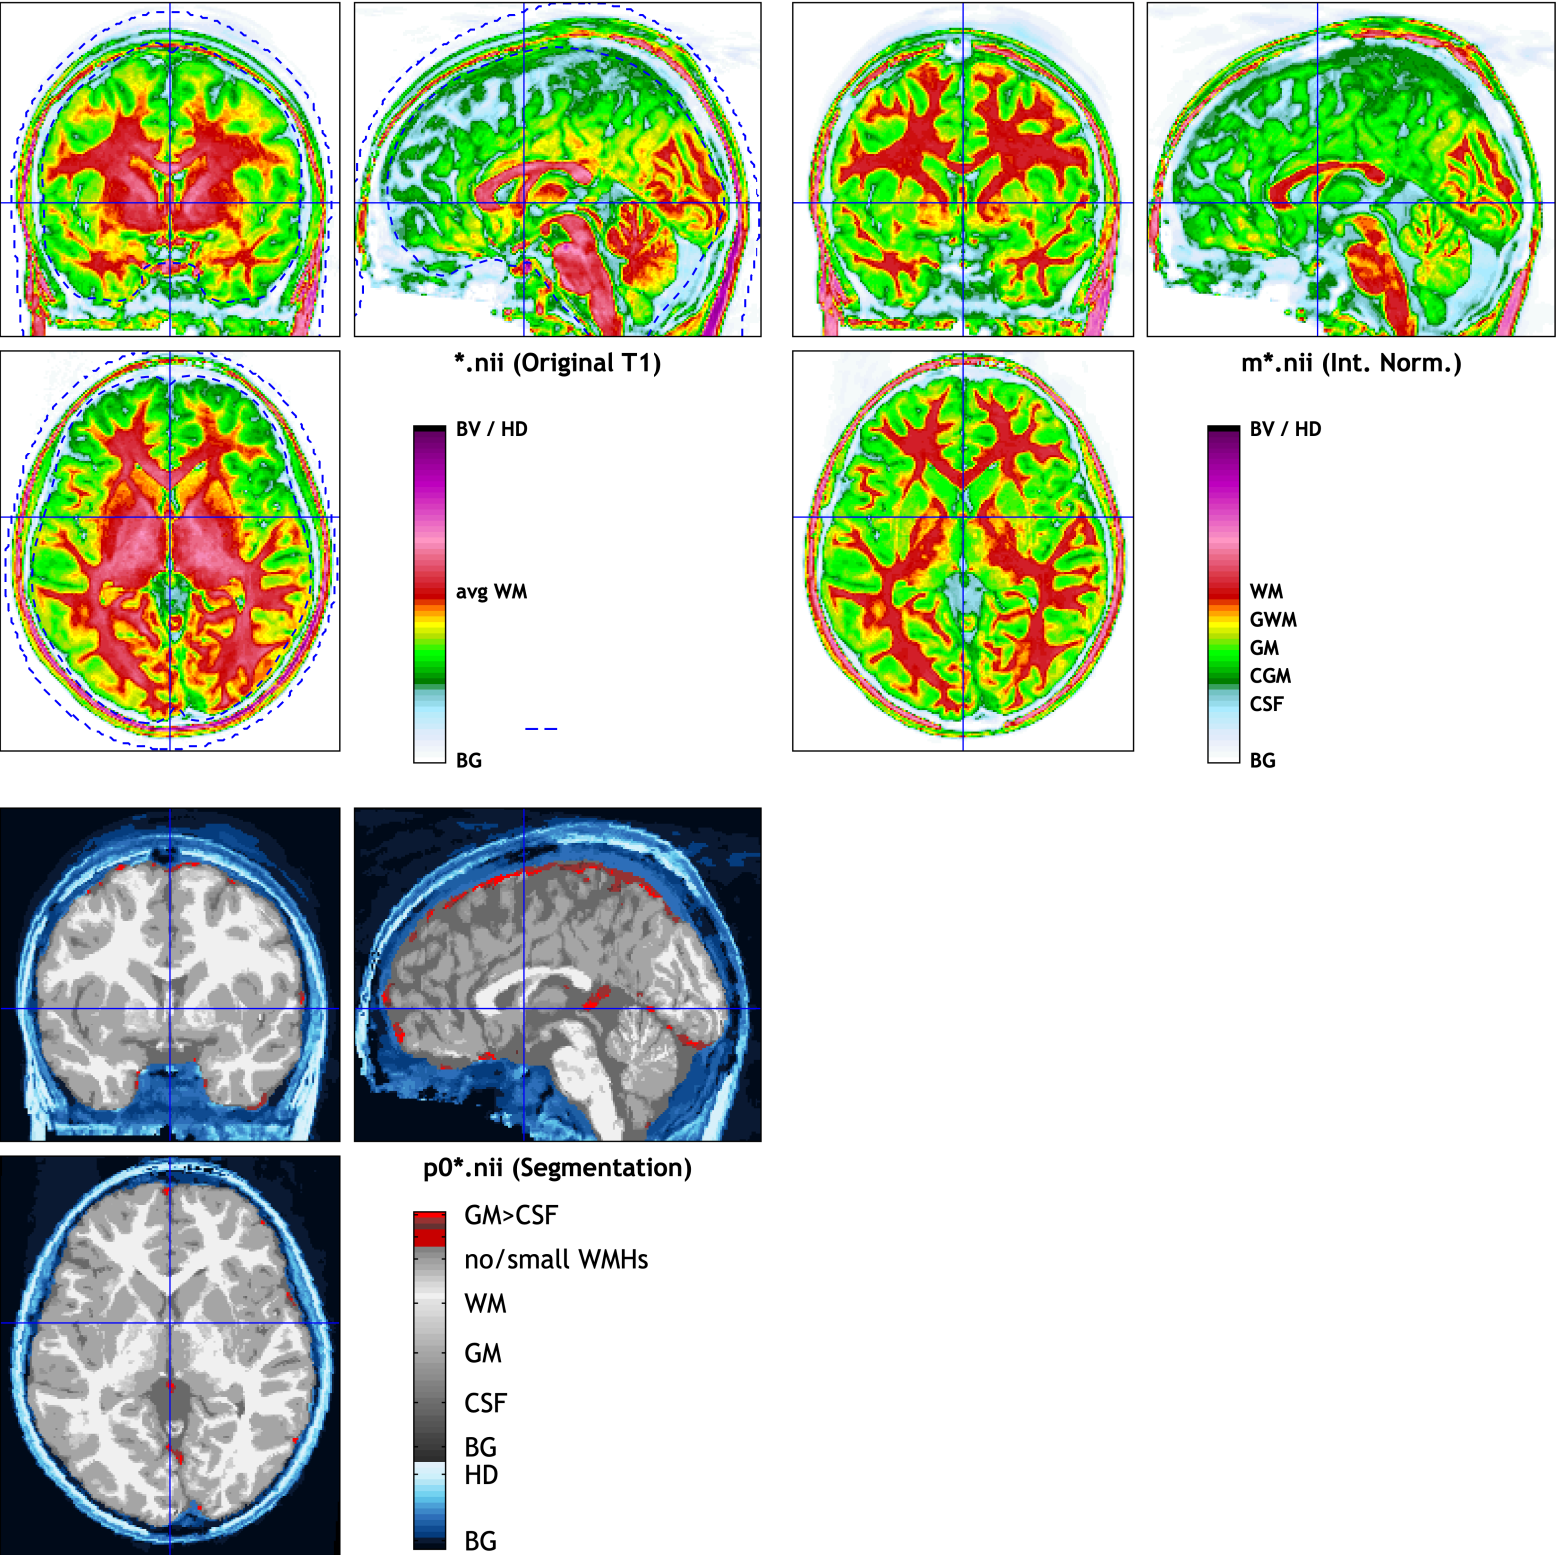 *.nii (Original T1)
BV / HD
avg WM
BG
m*.nii (Int. Norm.)
BV / HD
WM
GWM
GM
CGM
CSF
BG
p0*.nii (Segmentation)
GM>CSF
no/small WMHs
WM
GM
CSF
BG
HD
BG